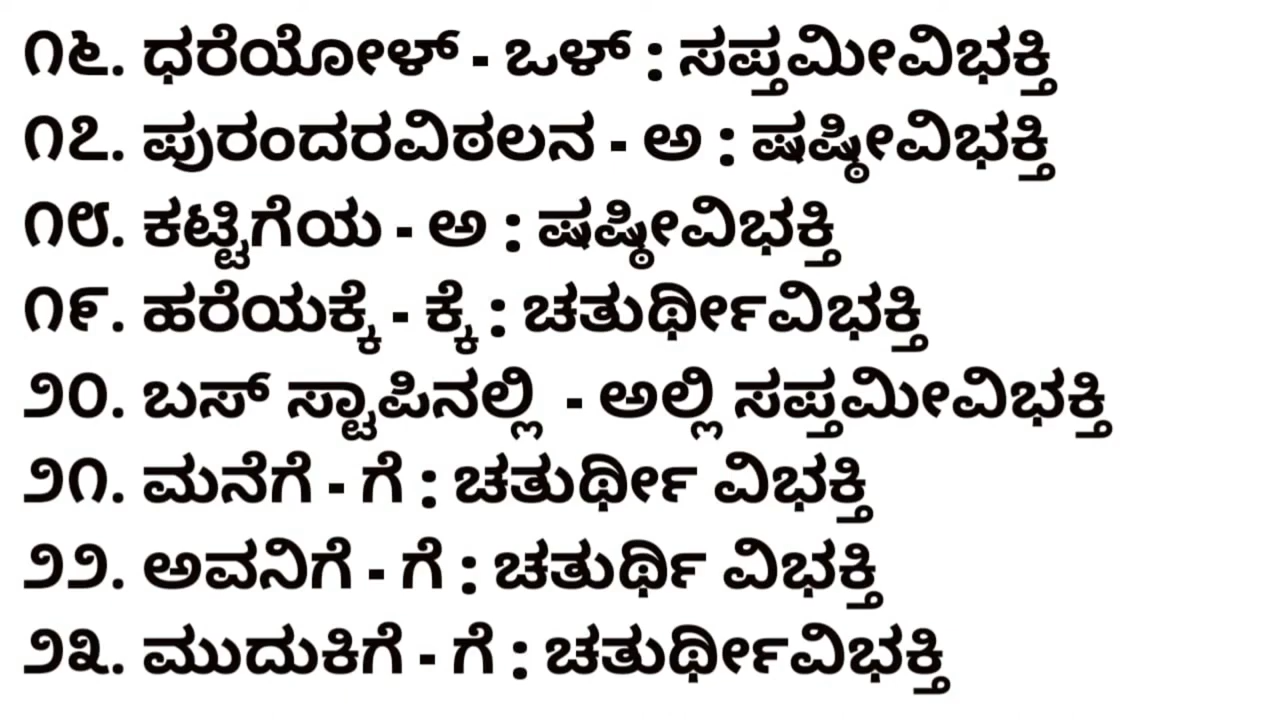 ೧೬. ಧರೆಯೋಳ್ - ಒಳ್ : ಸಪ್ತಮೀವಿಭಕ್ತಿ
೧೭. ಪುರಂದರವಿಠಲನ - ಅ : ಷಷ್ಠೀವಿಭಕ್ತಿ
೧೮. ಕಟ್ಟಿಗೆಯ - ಅ : ಷಷ್ಠೀವಿಭಕ್ತಿ
೧೯. ಹರೆಯಕ್ಕೆ - ಕ್ಕೆ : ಚತುರ್ಥೀವಿಭಕ್ತಿ
೨೦. ಬಸ್ ಸ್ಟಾಪಿನಲ್ಲಿ - ಅಲ್ಲಿ ಸಪ್ತಮೀವಿಭಕ್ತಿ
೨೧. ಮನೆಗೆ - ಗೆ : ಚತುರ್ಥೀ ವಿಭಕ್ತಿ
೨೨. ಅವನಿಗೆ - ಗೆ : ಚತುರ್ಥಿ ವಿಭಕ್ತಿ
೨೩. ಮುದುಕಿಗೆ - ಗೆ : ಚತುರ್ಥೀವಿಭಕ್ತಿ